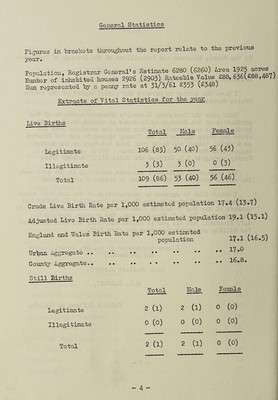 General Statistics
Figures in brackets throughout the report relate to the previous
year.
Population, Registrar General's Estimate 6280 (6260) Area 1925 acres
Number of inhabited houses 2926 (2903) Rateable Value £88,636(£88,487)
Sum represented by a penny rate at 31/3/61 £353 (£348)
Extracts of Vital Statistics for the year
Live Births
Total Male Female
Legitimate 106 (83) 50 (40) 56 (43)
Illegitimate 3 (3) 3 (0) 0 (3)
Total 109 (86) 53 (40) 56 (46)
Crude Live Birth Rate per 1,000 estimated population 17.4 (13.7)
Adjusted Live Birth Rate per 1,000 estimated population 19.1 (15.1)
England and Wales Birth Rate per 1,000 estimated
population 17.1 (16.5)
Urban Aggregate .. .. .. .. .. .. .. 17.0
County Aggregate.. .. .. .. .. .. .. 16.8.
Still Births
Total Male Female
Legitimate 2 (1) 2 (1) 0 (0)
Illegitimate 0 (0) 0 (0) 0 (0)
Total 2 (1) 2 (1) 0 (0)
- 4 -